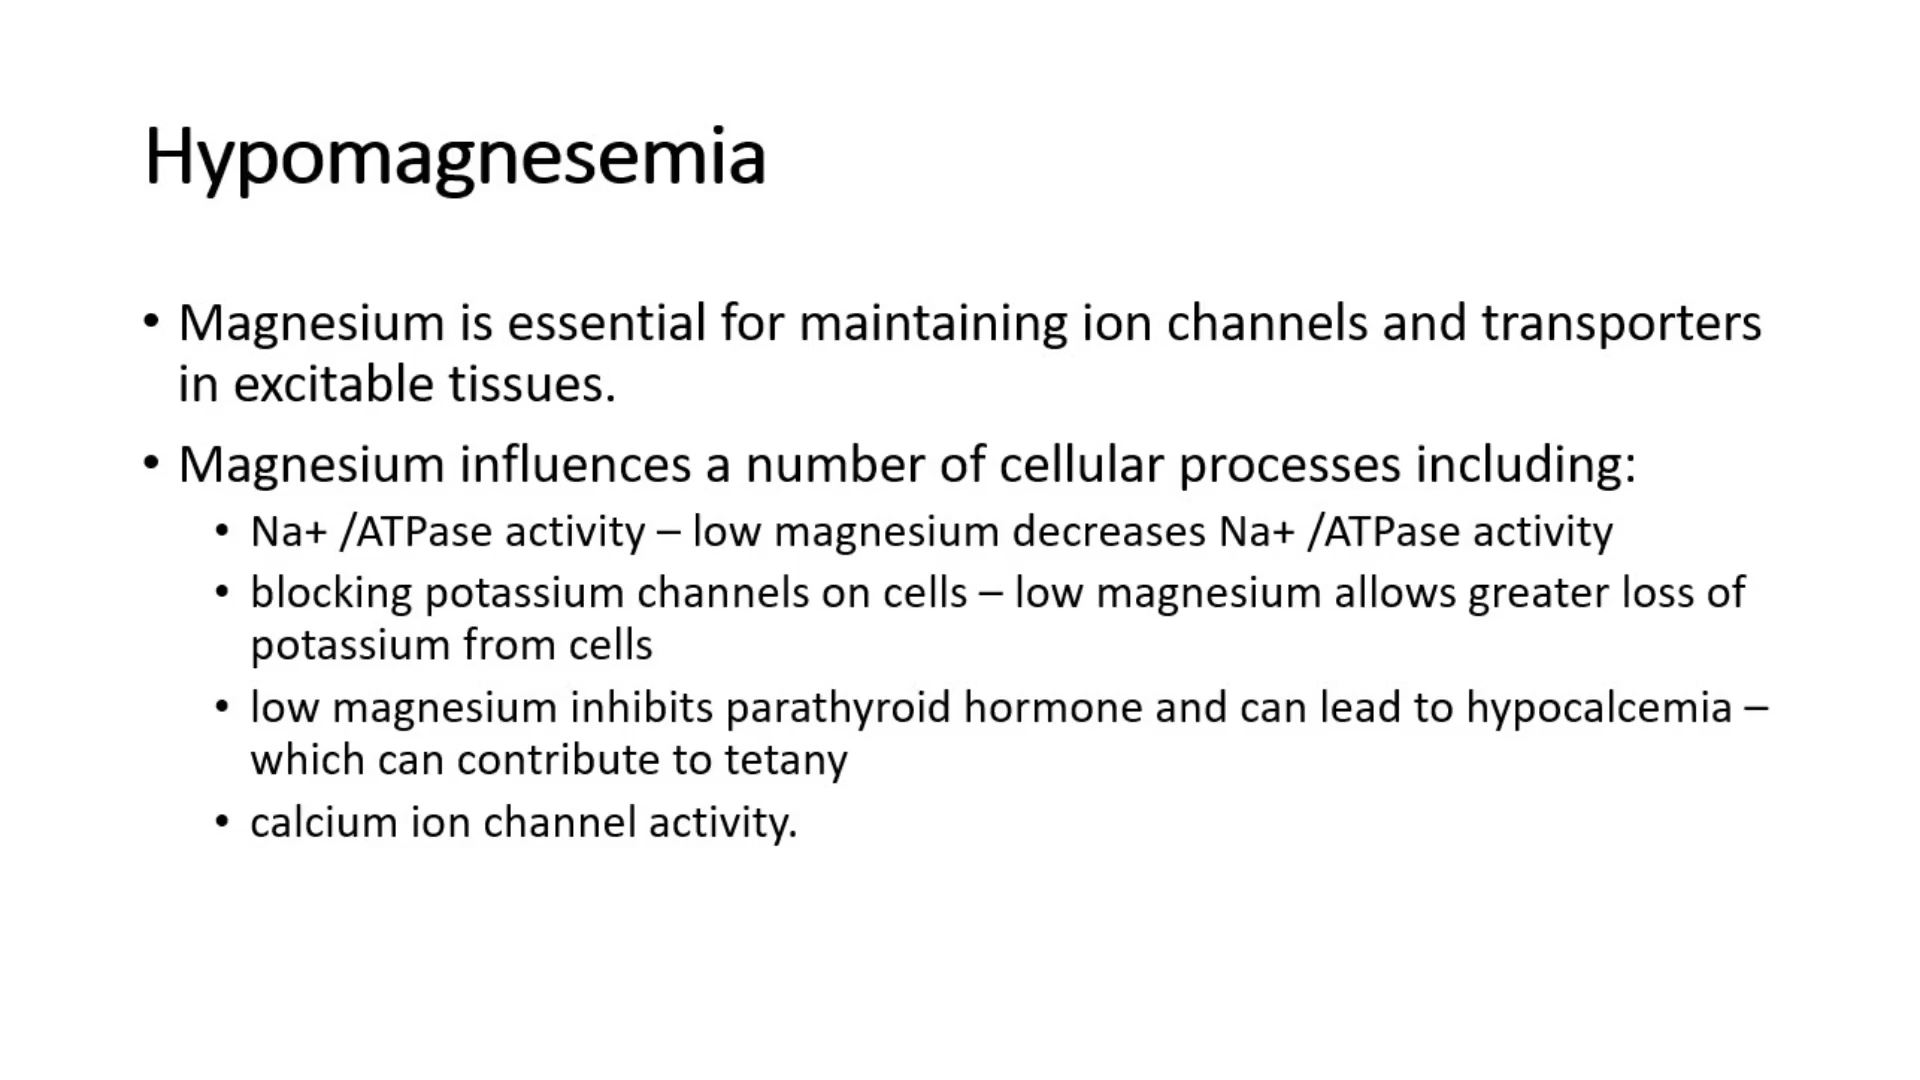 Hypomagnesemia
• Magnesium is essential for maintaining ion channels and transporters
in excitable tissues.
• Magnesium influences a number of cellular processes including:
• Na+ /ATPase activity – low magnesium decreases Na+ /ATPase activity
• blocking potassium channels on cells – low magnesium allows greater loss of
potassium from cells
• low magnesium inhibits parathyroid hormone and can lead to hypocalcemia –
which can contribute to tetany
• calcium ion channel activity.